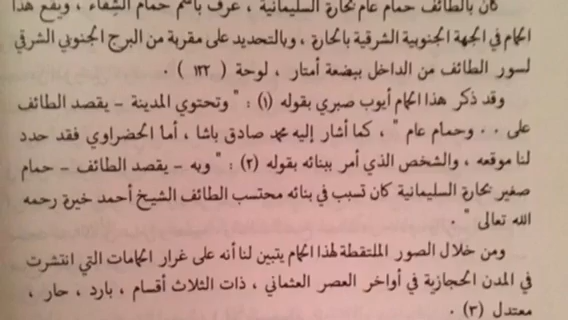 كان بالطائف حمام عام بحارة السليمانية ، عرف باسم حمام الشفاء ، ويقع هذا
الحمام في الجهة الجنوبية الشرقية بالحارة ، وبالتحديد على مقربة من البرج الجنوبي الشرقي
لسور الطائف من الداخل ببضعة أمتار ، لوحة ( ١٢٢ ) ٠
وقد ذكر هذا الحمام أيوب صبري بقوله (١) : " وتحتوي المدينة – يقصد الطائف
على ٠ ٠ وحمام عام " ، كما أشار إليه محمد صادق باشا ، أما الحضراوي فقد حدد
لنا موقعه ، والشخص الذي أمر ببنائه بقوله (٢) : " وبه – يقصد الطائف – حمام
صغير بحارة السليمانية كان تسبب في بنائه محتسب الطائف الشيخ أحمد خيرة رحمه
الله تعالى " ٠
ومن خلال الصور الملتقطة لهذا الحمام يتبين لنا أنه على غرار الحمامات التي انتشرت
في المدن الحجازية في أواخر العصر العثماني ، ذات الثلاث أقسام ، بارد ، حار ،
معتدل (٣) ٠